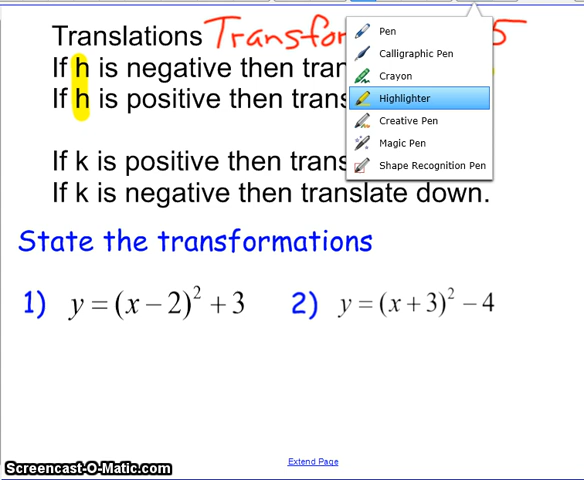 Translations Transfor 5
If h is negative then tran
If h is positive then trans
If k is positive then trans
If k is negative then translate down.
Pen
Calligraphic Pen
Crayon
Highlighter
Creative Pen
Magic Pen
Shape Recognition Pen
State the transformations
1) y = (x − 2)² + 3 2) y = (x + 3)² − 4
Extend Page
Screencast-O-Matic.com